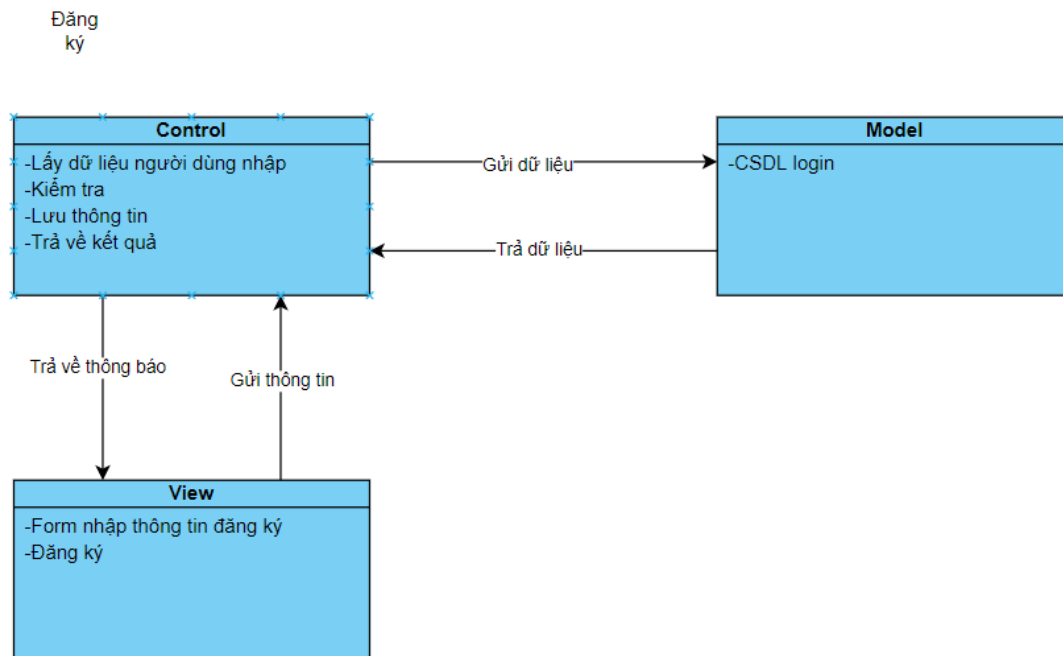 Đăng
ký
Control
-Lấy dữ liệu người dùng nhập
-Kiểm tra
-Lưu thông tin
-Trả về kết quả
Gửi dữ liệu
Trả dữ liệu
Model
-CSDL login
Trả về thông báo
Gửi thông tin
View
-Form nhập thông tin đăng ký
-Đăng ký